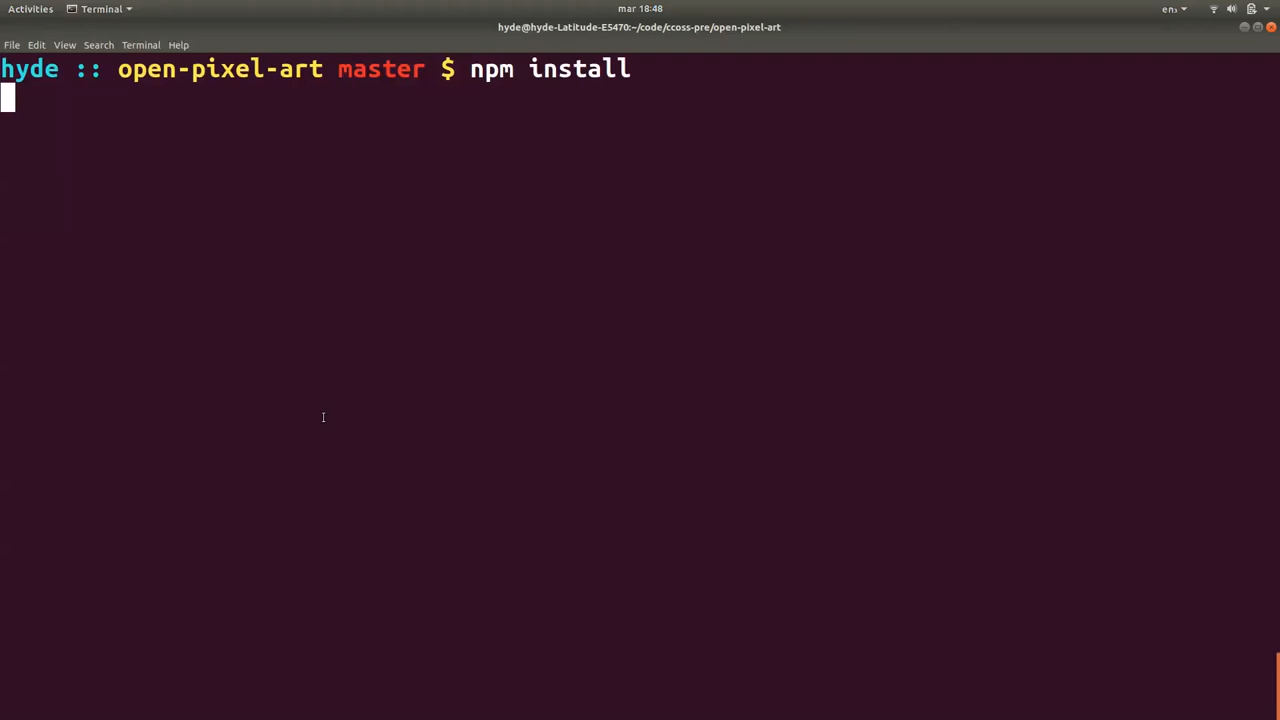 Activities Terminal mar 18:48 en₃
hyde@hyde-Latitude-E5470:~/code/ccoss-pre/open-pixel-art
File Edit View Search Terminal Help
hyde :: open-pixel-art master $ npm install